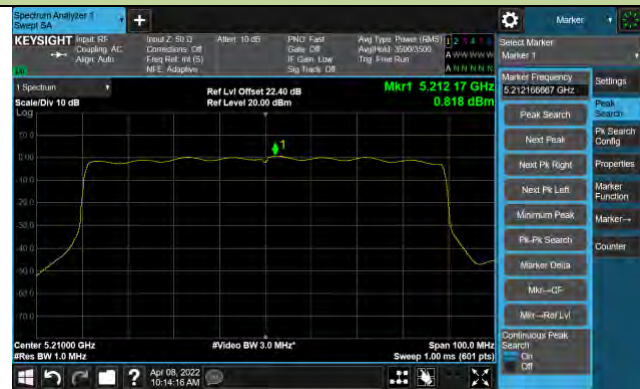 Spectrum Analyzer 1
Swept SA
Marker
KEYSIGHT
Input: RF
Coupling: AC
Align: Auto
Input Z: 50 Ω
Corrections: Off
Freq Ref: Int (S)
NFE: Adaptive
Atten: 10 dB
PNO: Fast
Gate: Off
IF Gain: Low
Sig Track: Off
Avg Type: Power (RMS)
Avg|Hold: 3500/3500
Trig: Free Run
1 2 3 4 5 6
A W W W W W
A N N N N N
Select Marker
Marker 1
1 Spectrum
Scale/Div 10 dB
Log
Ref Lvl Offset 22.40 dB
Ref Level 20.00 dBm
Mkr1 5.212 17 GHz
0.818 dBm
10.0
0.00
-10.0
-20.0
-30.0
-40.0
-50.0
-60.0
-70.0
1
Center 5.21000 GHz
#Res BW 1.0 MHz
#Video BW 3.0 MHz*
Span 100.0 MHz
Sweep 1.00 ms (601 pts)
Marker Frequency
5.212166667 GHz
Peak Search
Next Peak
Next Pk Right
Next Pk Left
Minimum Peak
Pk-Pk Search
Marker Delta
Mkr→CF
Mkr→Ref Lvl
Continuous Peak
Search
On
Off
Settings
Peak
Search
Pk Search
Config
Properties
Marker
Function
Marker→
Counter
Apr 08, 2022
10:14:16 AM